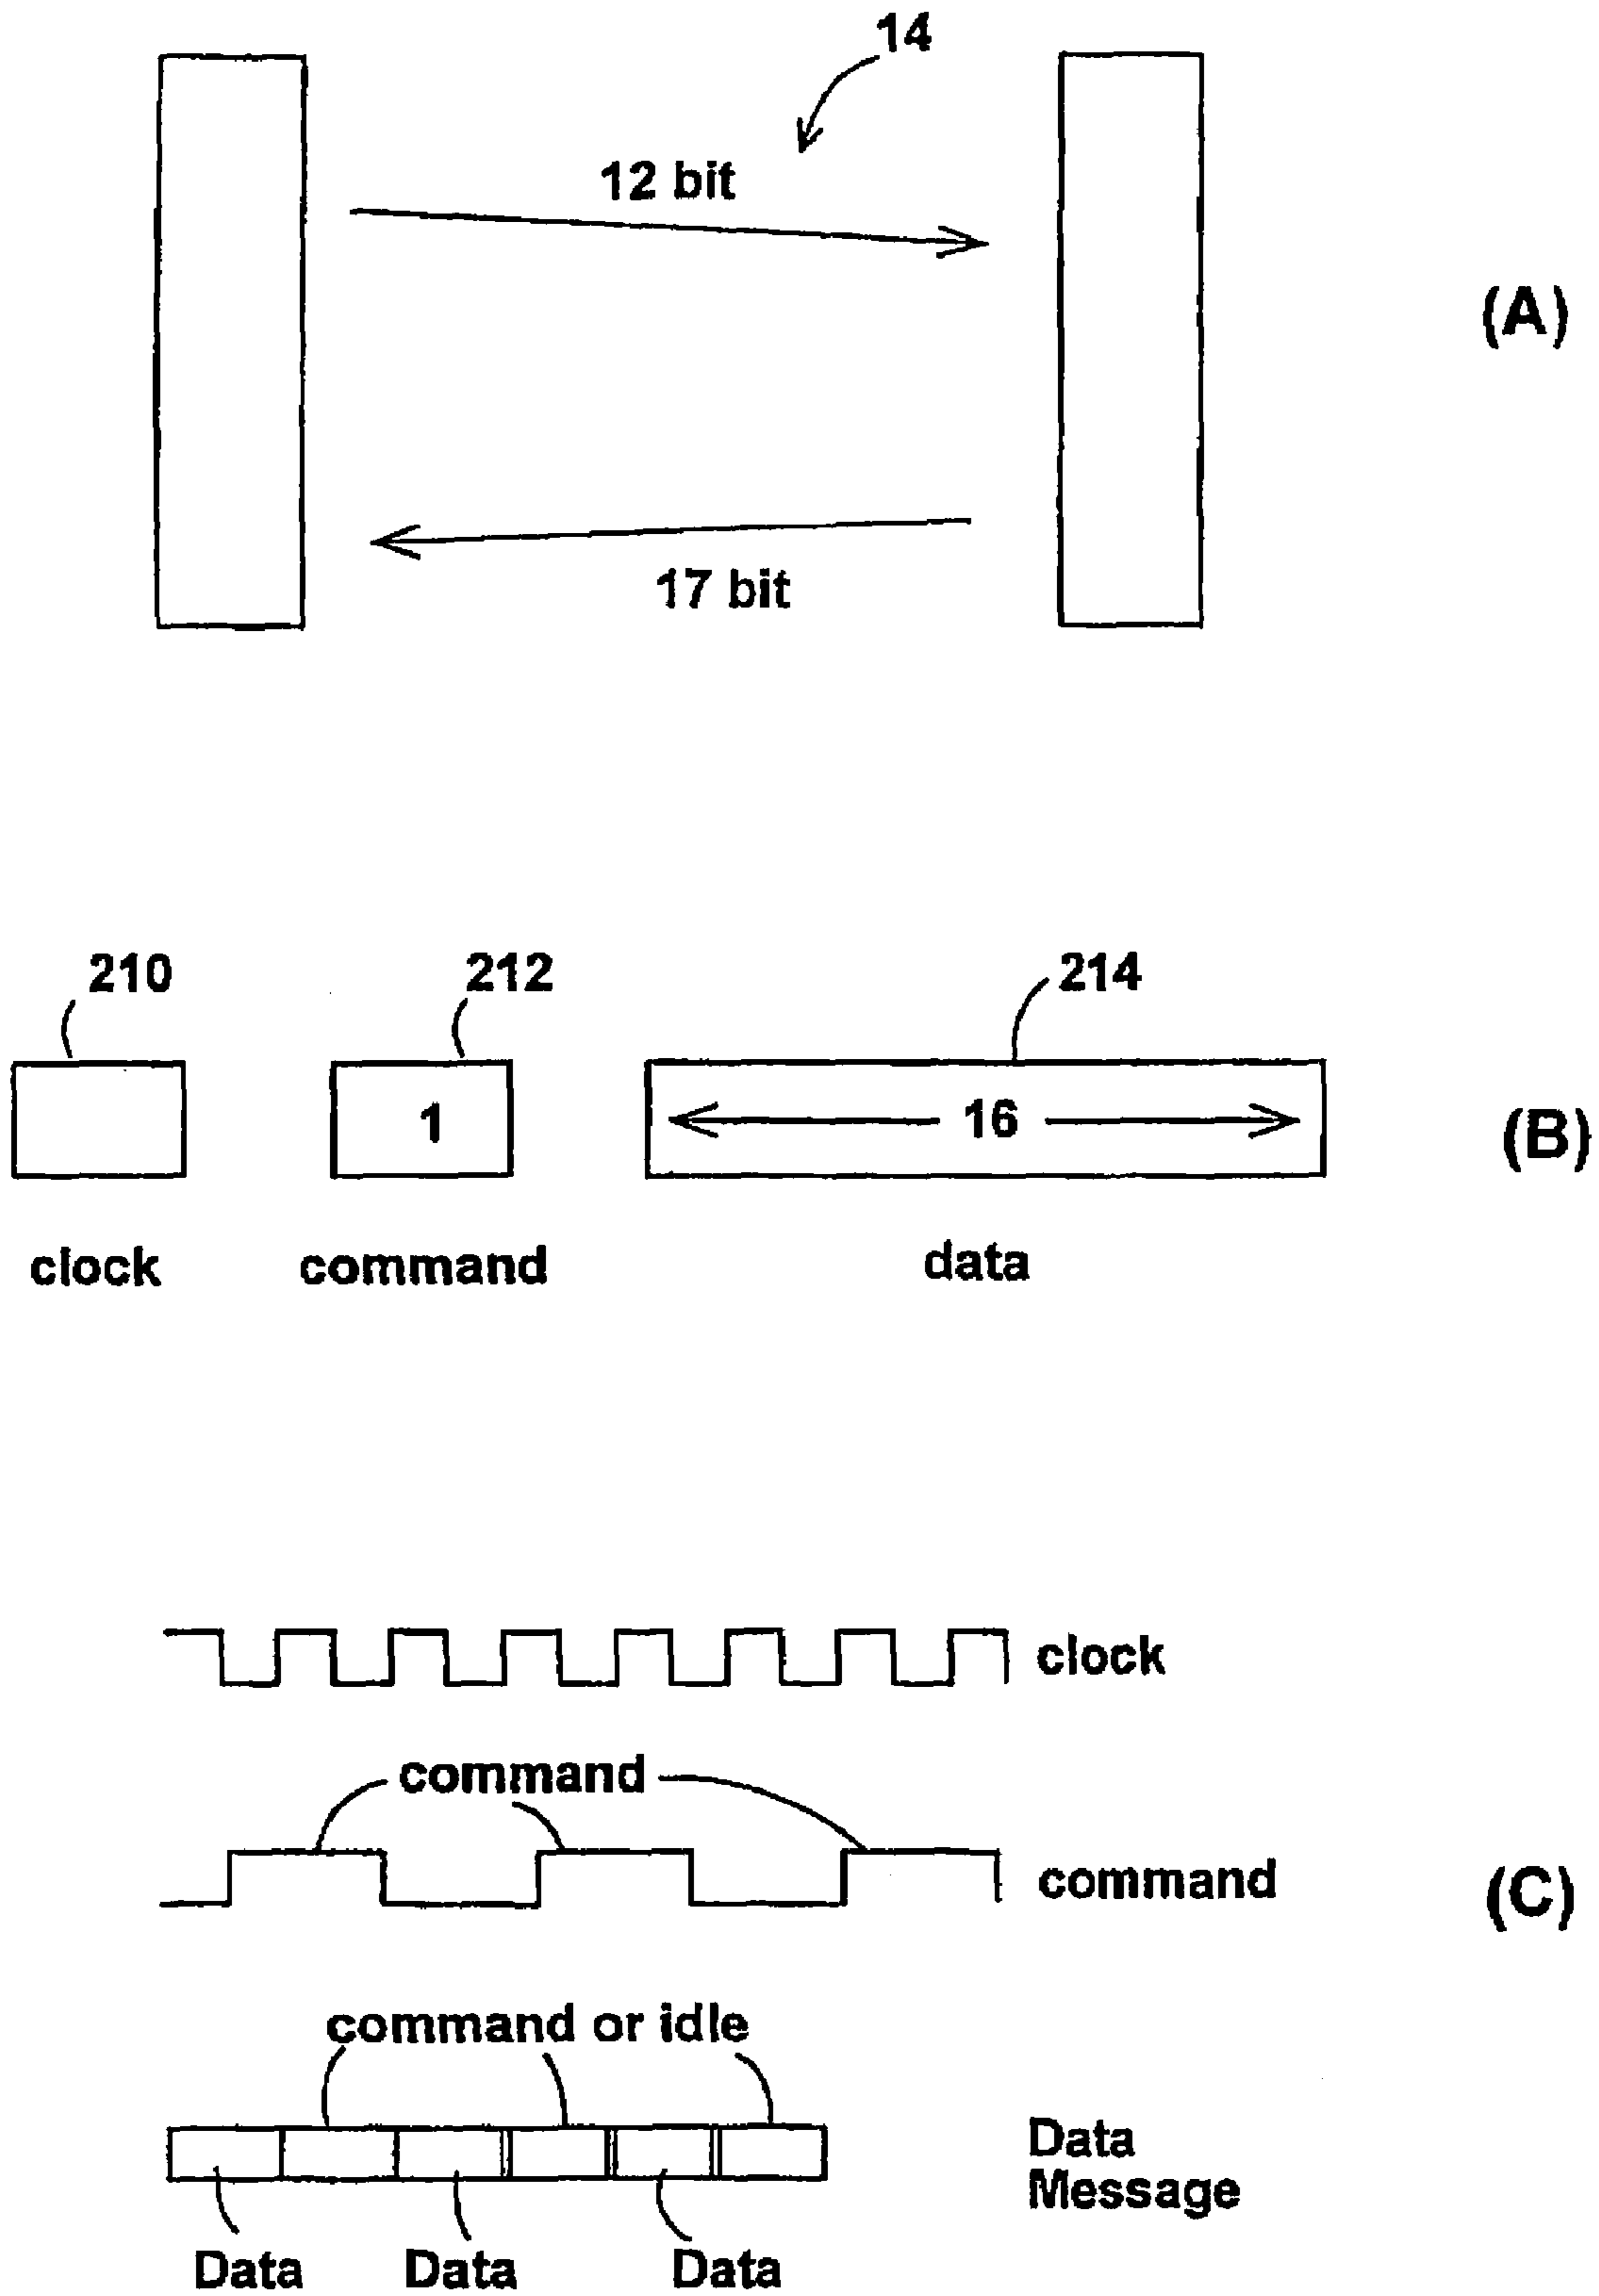 14
12 bit
(A)
17 bit
210
212
214
1
16
(B)
clock
command
data
clock
command
command
(C)
command or idle
Data
Message
Data
Data
Data